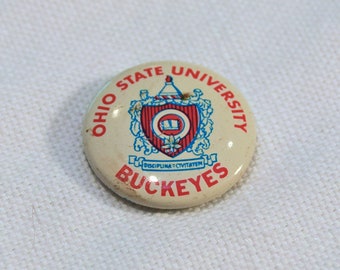 OHIO STATE UNIVERSITY
DISCIPLINA IN CIVITATEM
BUCKEYES